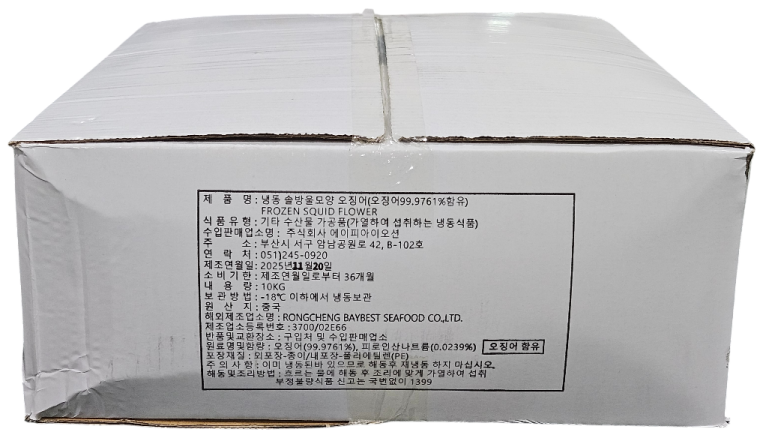 제 품 명 : 냉동 솔방울모양 오징어(오징어99.9761%함유)
FROZEN SQUID FLOWER
식 품 유 형 : 기타 수산물 가공품(가열하여 섭취하는 냉동식품)
수입판매업소명 : 주식회사 에이피아이오션
주 소 : 부산시 서구 암남공원로 42, B-102호
연 락 처 : 051)245-0920
제조연월일 : 2025년11월20일
소 비 기 한 : 제조연월일로부터 36개월
내 용 량 : 10KG
보 관 방 법 : -18℃ 이하에서 냉동보관
원 산 지 : 중국
해외제조업소명 : RONGCHENG BAYBEST SEAFOOD CO.,LTD.
제조업소등록번호 : 3700/02E66
반품및교환장소 : 구입처 및 수입판매업소
원료명및함량 : 오징어(99.9761%), 피로인산나트륨(0.0239%) 오징어 함유
포장재질 : 외포장-종이/내포장-폴리에틸렌(PE)
주 의 사 항 : 이미 냉동된바 있으므로 해동후 재냉동 하지 마십시오.
해동및조리방법 : 흐르는 물에 해동 후 조리에 맞게 가열하여 섭취
부정불량식품 신고는 국번없이 1399